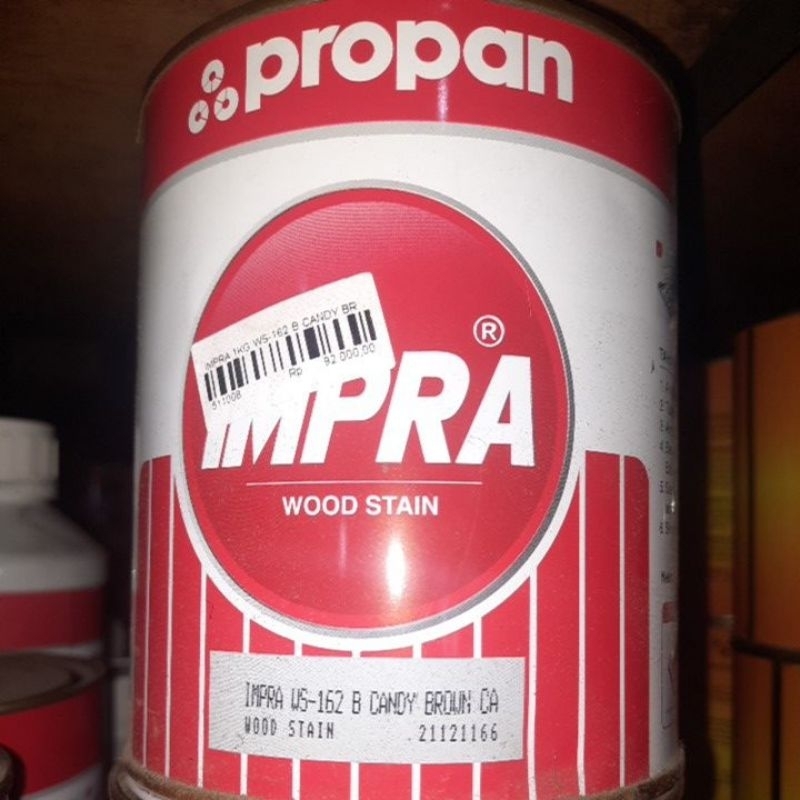 propan
IMPRA 1KG WS-162 B CANDY BR
511008
Rp 92 000,00
®
IMPRA
WOOD STAIN
IMPRA WS-162 B CANDY BROWN CA
WOOD STAIN 21121166